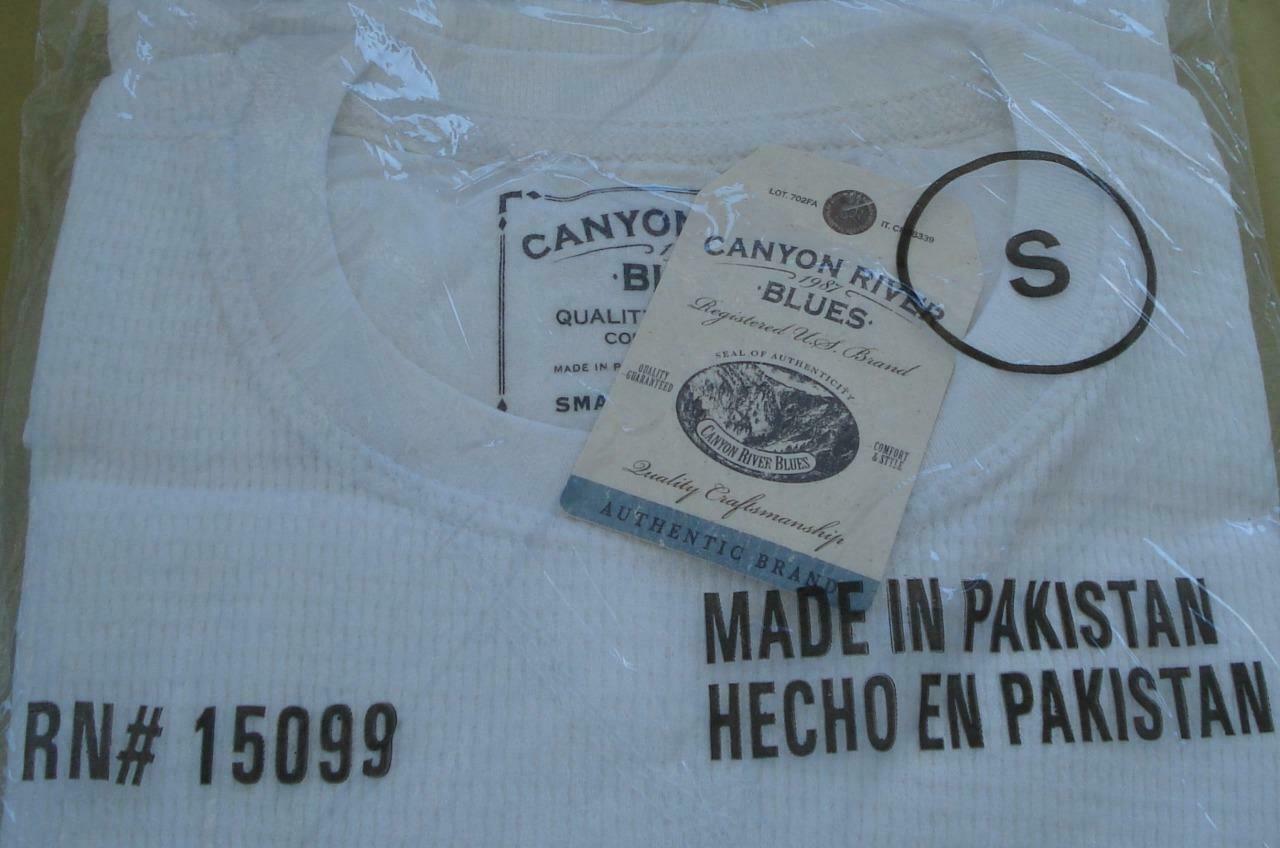 CANYON
BL
QUALIT
CO
MADE IN P
SMA
LOT. 702FA
CANYON RIVER
1987
·BLUES·
Registered U.S. Brand
SEAL OF AUTHENTICITY
QUALITY
GUARANTEED
CANYON RIVER BLUES
COMFORT
& STYLE
Quality Craftsmanship
AUTHENTIC BRAND
S
MADE IN PAKISTAN
HECHO EN PAKISTAN
RN# 15099